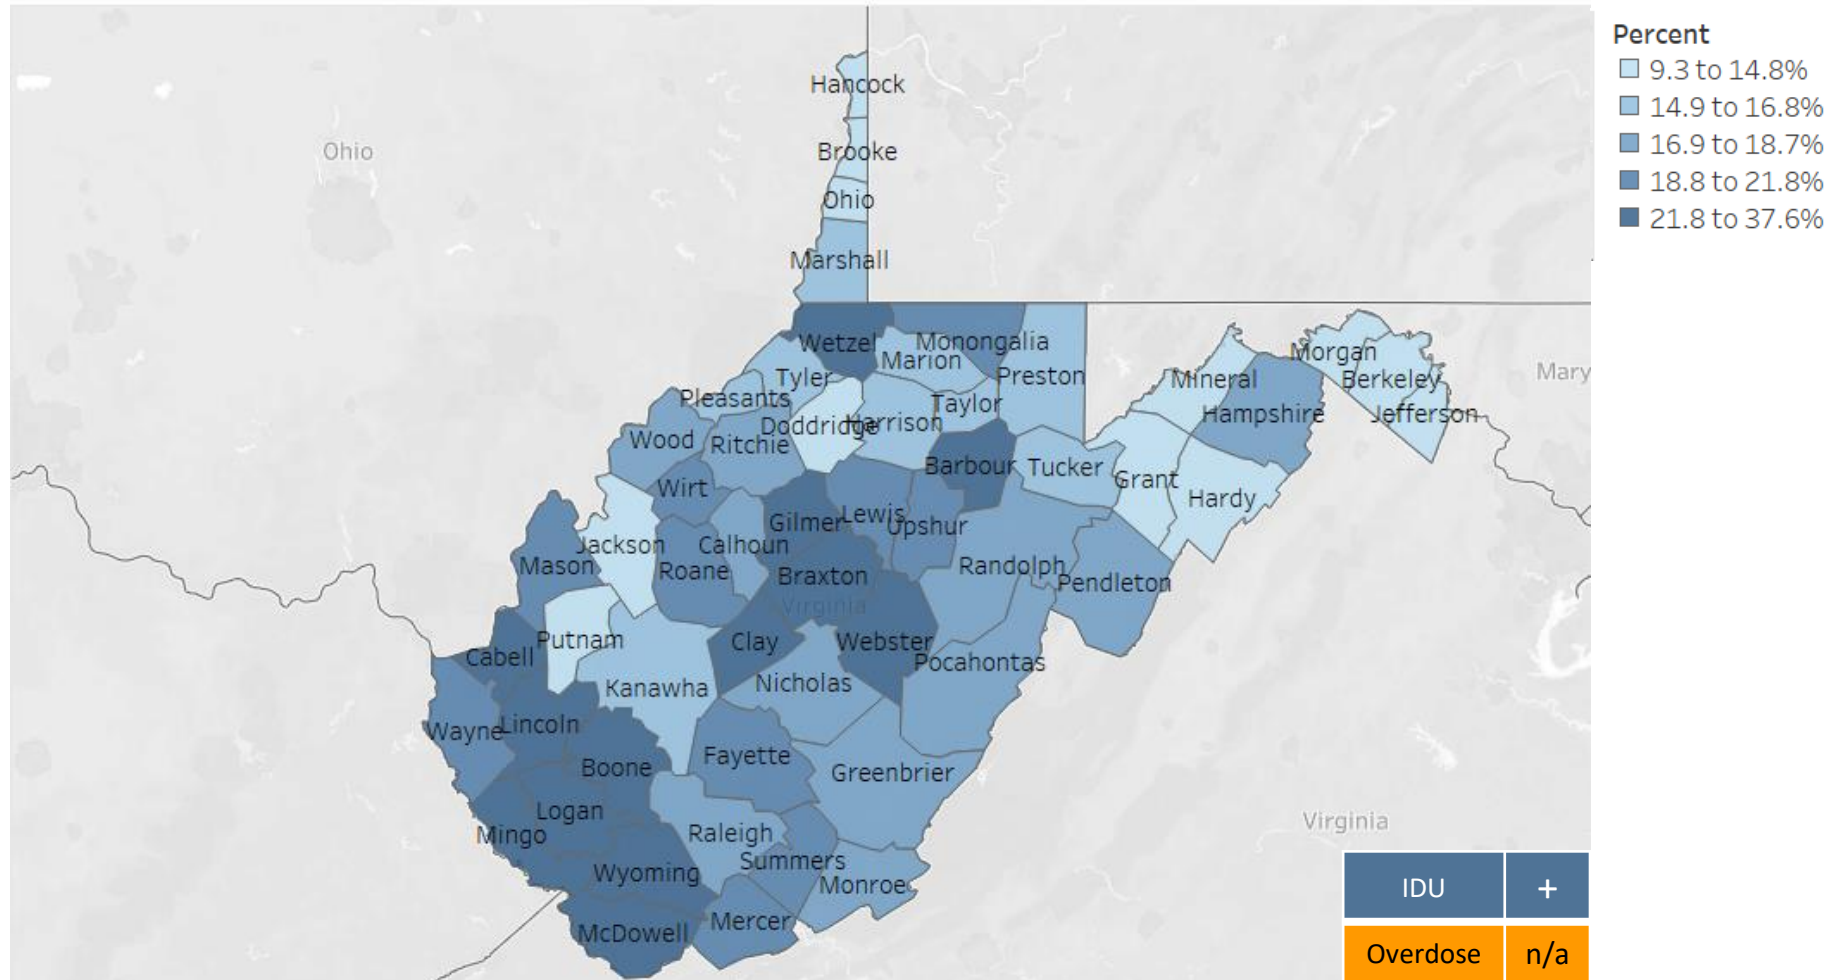 Percent
9.3 to 14.8%
14.9 to 16.8%
16.9 to 18.7%
18.8 to 21.8%
21.8 to 37.6%
Hancock
Ohio
Brooke
Ohio
Marshall
Wetzel
Monongalia
Marion
Morgan
Tyler
Preston
Mineral
Berkeley
Mary
Pleasants
Taylor
Hampshire
Jefferson
Doddridge
Harrison
Wood
Ritchie
Barbour
Tucker
Grant
Wirt
Hardy
Gilmer
Lewis
Upshur
Jackson
Calhoun
Mason
Roane
Braxton
Randolph
Pendleton
Virginia
Putnam
Clay
Webster
Cabell
Pocahontas
Kanawha
Nicholas
Wayne
Lincoln
Fayette
Boone
Greenbrier
Logan
Virginia
Mingo
Raleigh
Summers
Wyoming
Monroe
McDowell
Mercer
IDU +
Overdose n/a